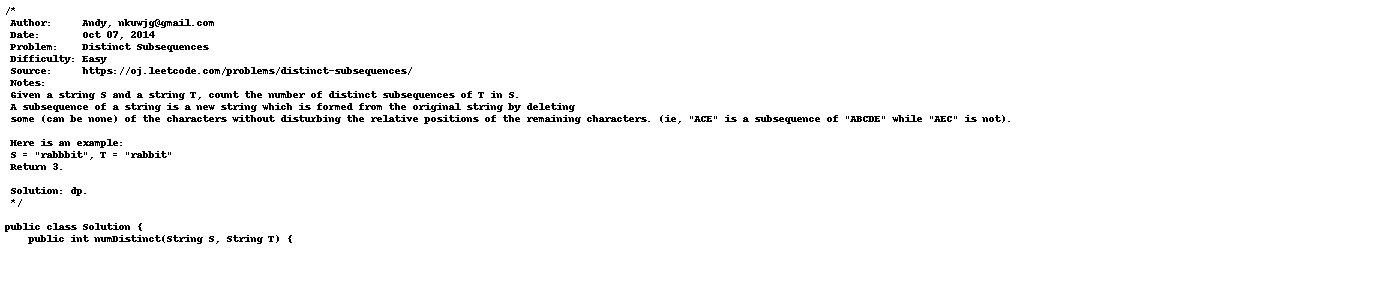 /*
Author:     Andy, nkuwjg@gmail.com
Date:       Oct 07, 2014
Problem:    Distinct Subsequences
Difficulty: Easy
Source:     https://oj.leetcode.com/problems/distinct-subsequences/
Notes:
Given a string S and a string T, count the number of distinct subsequences of T in S.
A subsequence of a string is a new string which is formed from the original string by deleting
some (can be none) of the characters without disturbing the relative positions of the remaining characters. (ie, "ACE" is a subsequence of "ABCDE" while "AEC" is not).
Here is an example:
S = "rabbbit", T = "rabbit"
Return 3.
Solution: dp.
*/
public class Solution {
    public int numDistinct(String S, String T) {